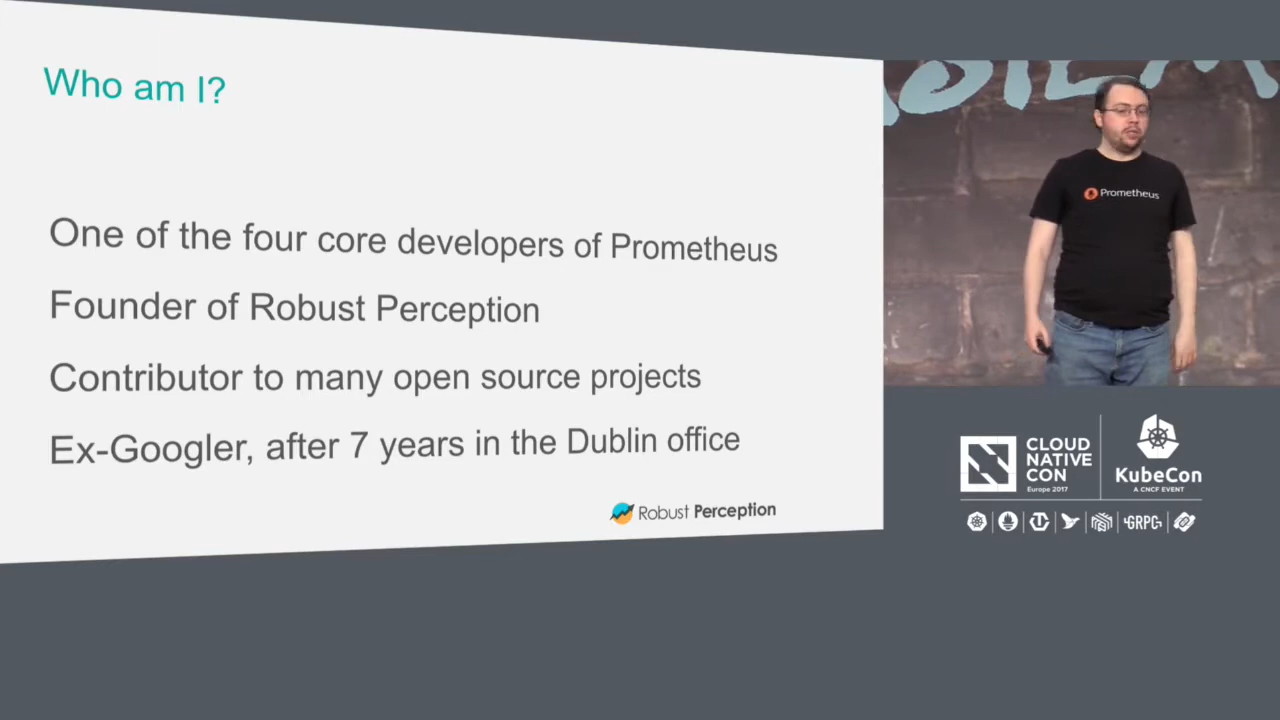 Who am I?
One of the four core developers of Prometheus
Founder of Robust Perception
Contributor to many open source projects
Ex-Googler, after 7 years in the Dublin office
Robust Perception
Prometheus
CLOUD
NATIVE
CON
Europe 2017
KubeCon
A CNCF EVENT
GRPC